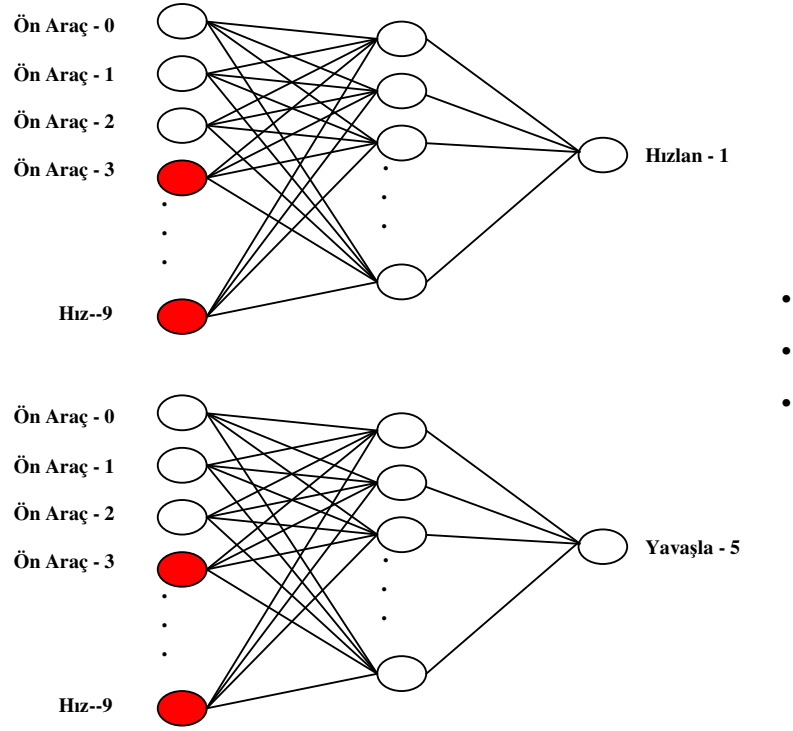 Ön Araç - 0
Ön Araç - 1
Ön Araç - 2
Ön Araç - 3
Hızlan - 1
Hız--9
Ön Araç - 0
Ön Araç - 1
Ön Araç - 2
Ön Araç - 3
Yavaşla - 5
Hız--9